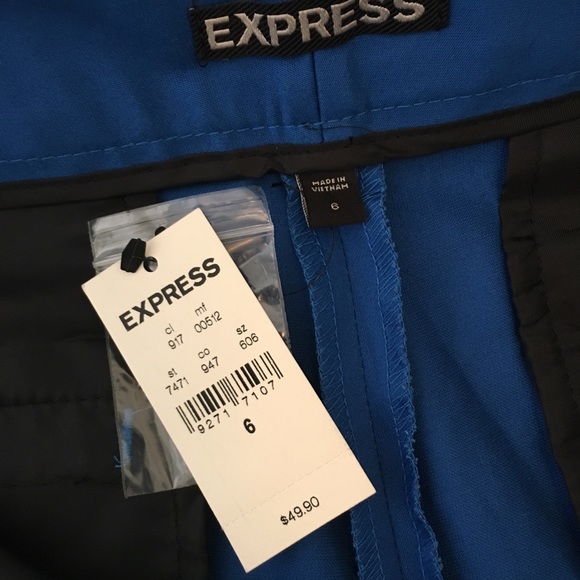 EXPRESS
MADE IN
VIETNAM
6
EXPRESS
cl mf
917 00512
st co sz
7471 947 606
9271 7107
6
$49.90